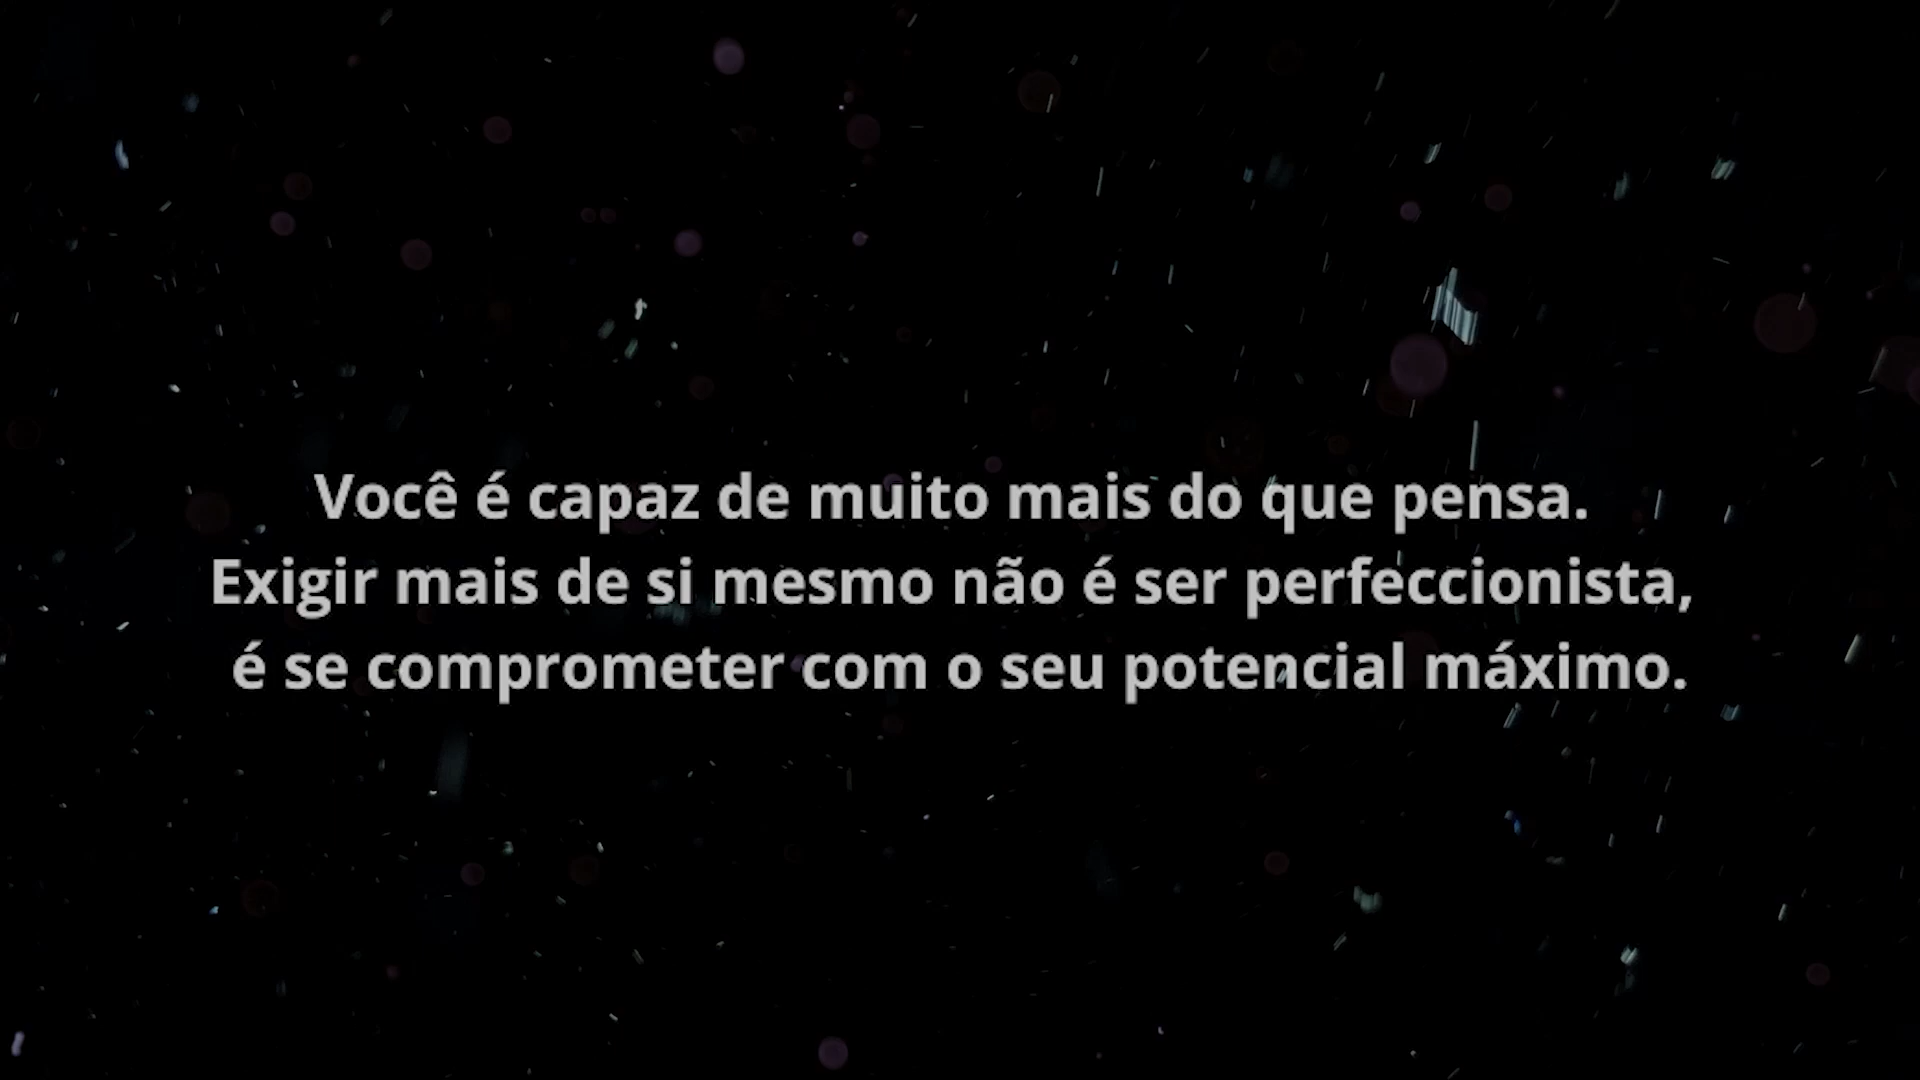 Você é capaz de muito mais do que pensa.
Exigir mais de si mesmo não é ser perfeccionista,
é se comprometer com o seu potencial máximo.